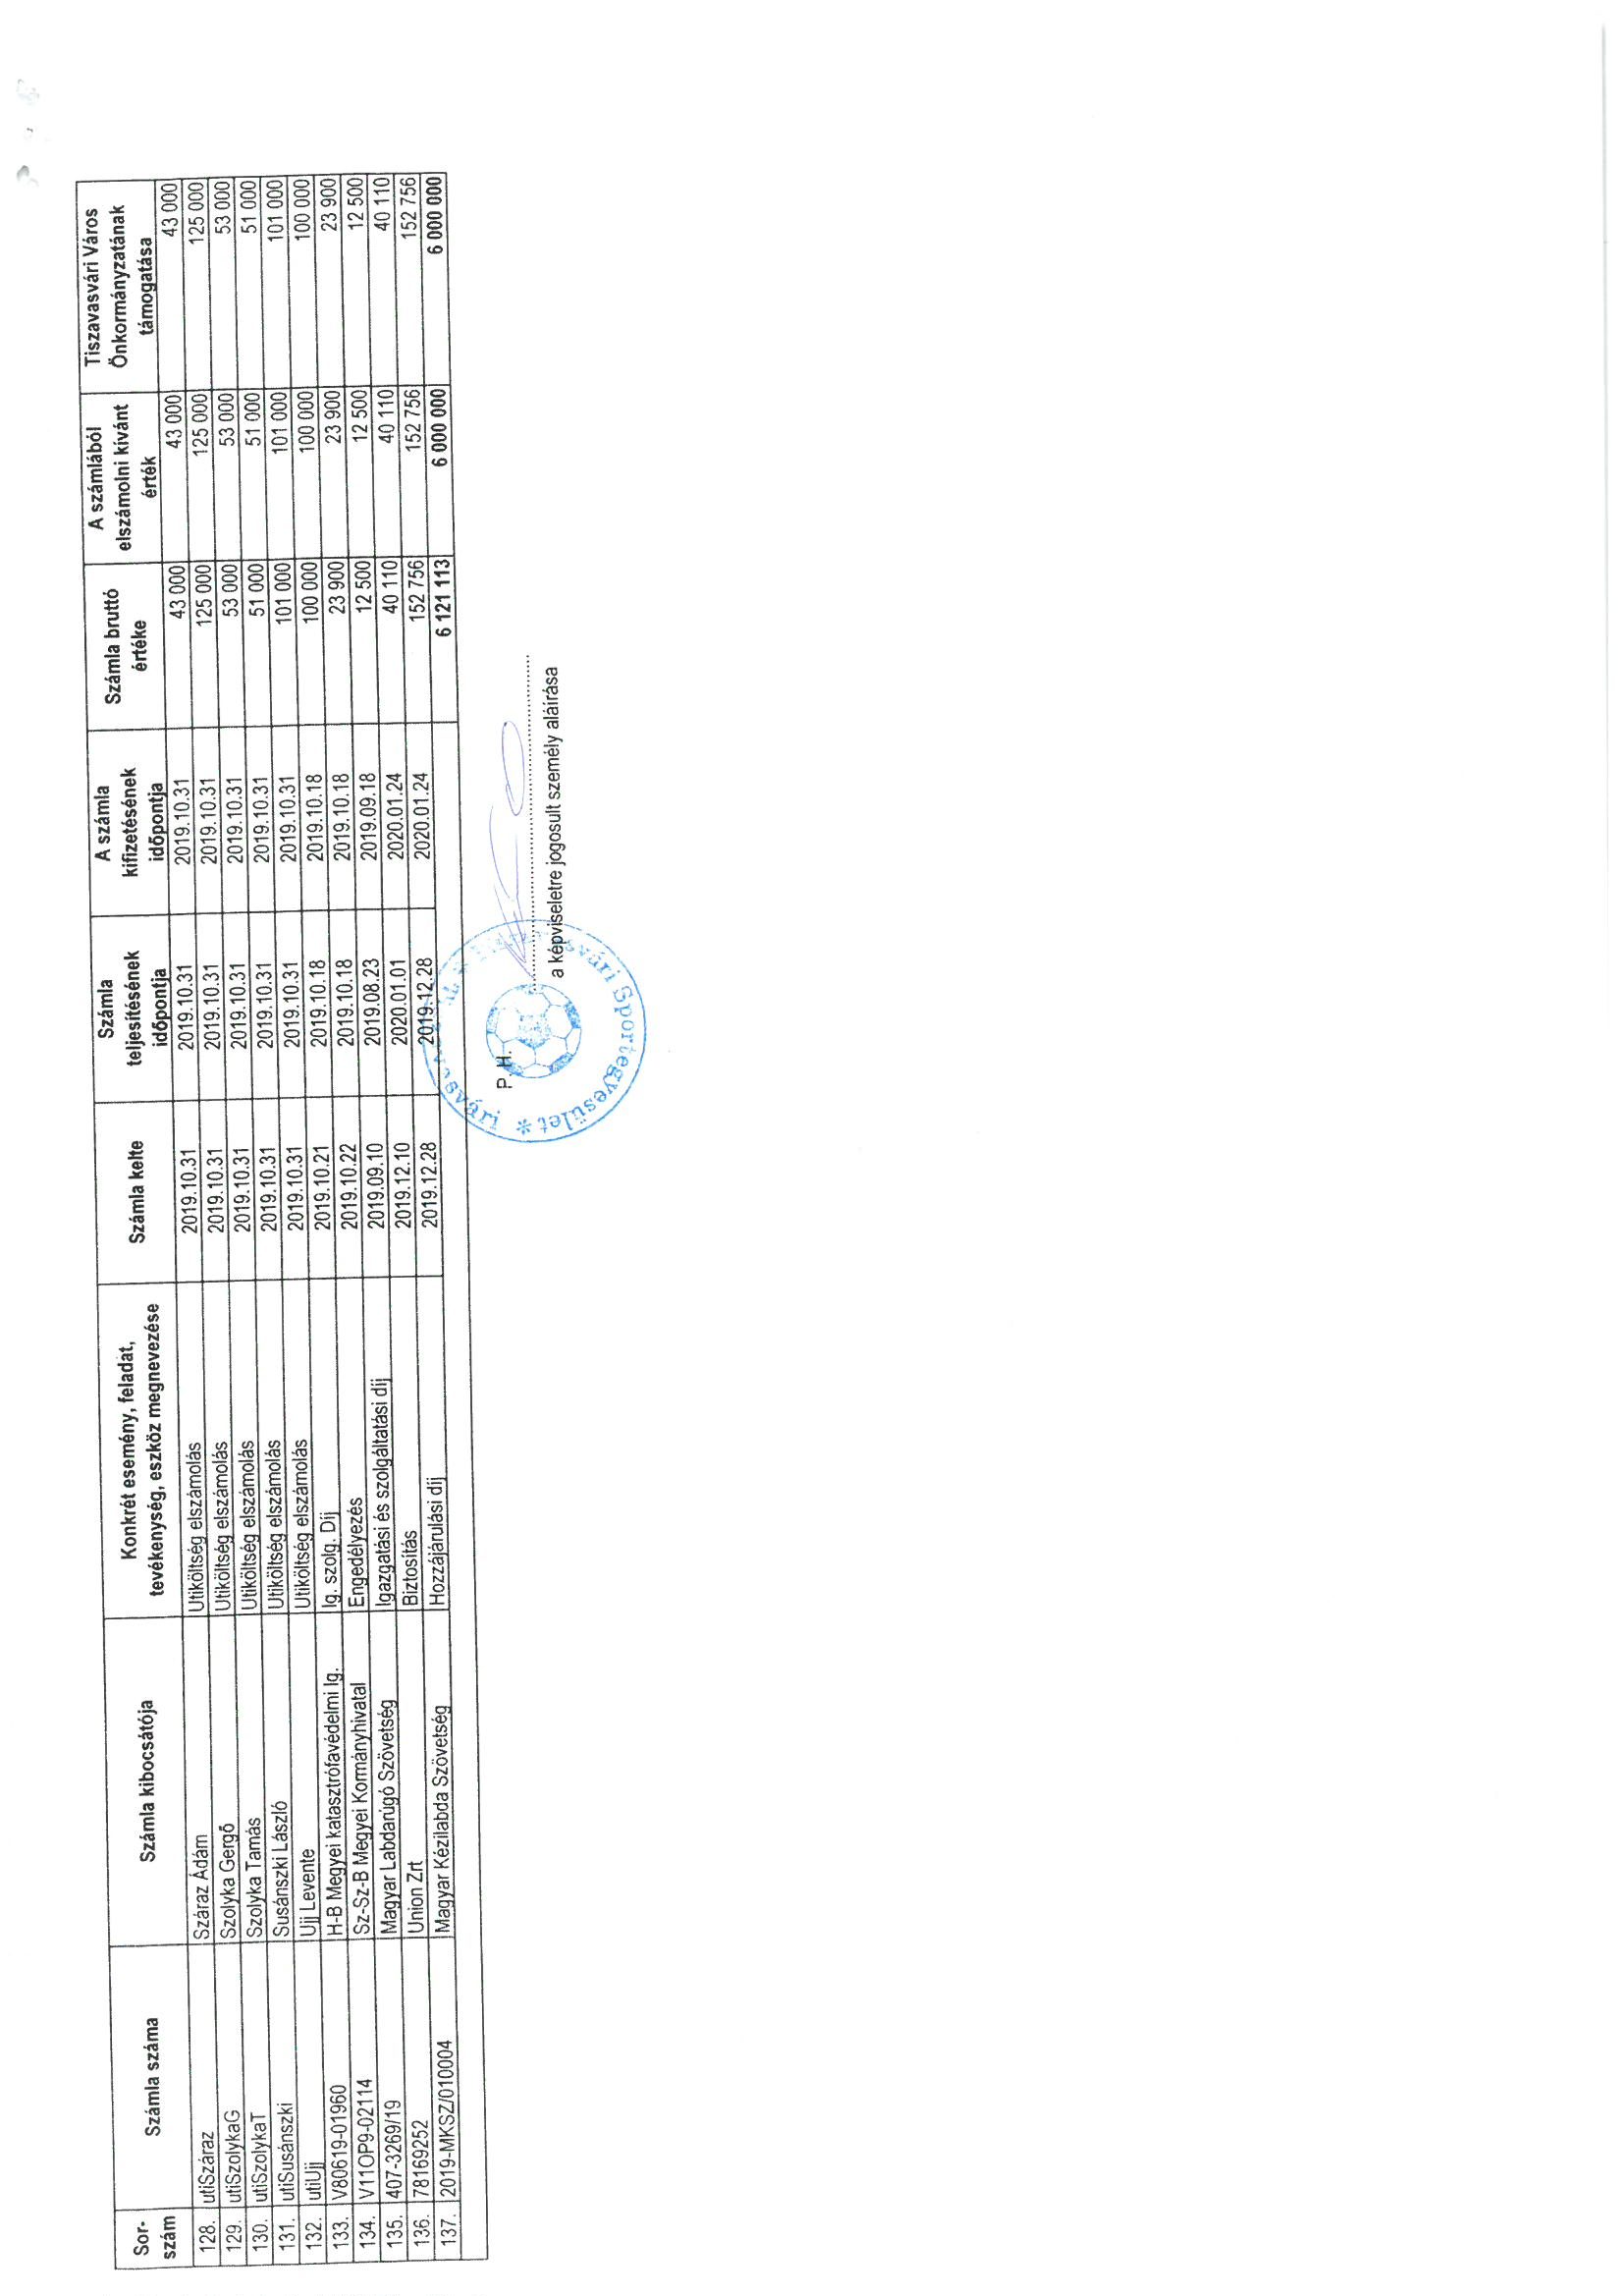 Sor-szám | Számla száma | Számla kibocsátója | Konkrét esemény, feladat, tevékenység, eszköz megnevezése | Számla kelte | Számla teljesítésének időpontja | A számla kifizetésének időpontja | Számla bruttó értéke | A számlából elszámolni kívánt érték | Tiszavasvári Város Önkormányzatának támogatása
128. utiSzáraz Száraz Ádám Utiköltség elszámolás 2019.10.31 2019.10.31 2019.10.31 43 000 43 000 43 000
129. utiSzolykaG Szolyka Gergő Utiköltség elszámolás 2019.10.31 2019.10.31 2019.10.31 125 000 125 000 125 000
130. utiSzolykaT Szolyka Tamás Utiköltség elszámolás 2019.10.31 2019.10.31 2019.10.31 53 000 53 000 53 000
131. utiSusánszki Susánszki László Utiköltség elszámolás 2019.10.31 2019.10.31 2019.10.31 51 000 51 000 51 000
132. utiUjj Ujj Levente Utiköltség elszámolás 2019.10.31 2019.10.31 2019.10.31 101 000 101 000 101 000
133. V80619-01960 H-B Megyei katasztrófavédelmi Ig. Ig. szolg. Díj 2019.10.21 2019.10.18 2019.10.18 100 000 100 000 100 000
134. V11OP9-02114 Sz-Sz-B Megyei Kormányhivatal Engedélyezés 2019.10.22 2019.10.18 2019.10.18 23 900 23 900 23 900
135. 407-3269/19 Magyar Labdarúgó Szövetség Igazgatási és szolgáltatási díj 2019.09.10 2019.08.23 2019.09.18 12 500 12 500 12 500
136. 78169252 Union Zrt Biztosítás 2019.12.10 2020.01.01 2020.01.24 40 110 40 110 40 110
137. 2019-MKSZ/010004 Magyar Kézilabda Szövetség Hozzájárulási díj 2019.12.28 2019.12.28 2020.01.24 152 756 152 756 152 756
6 121 113 6 000 000 6 000 000
P. H.
Sportegyesület *
a képviseletre jogosult személy aláírása